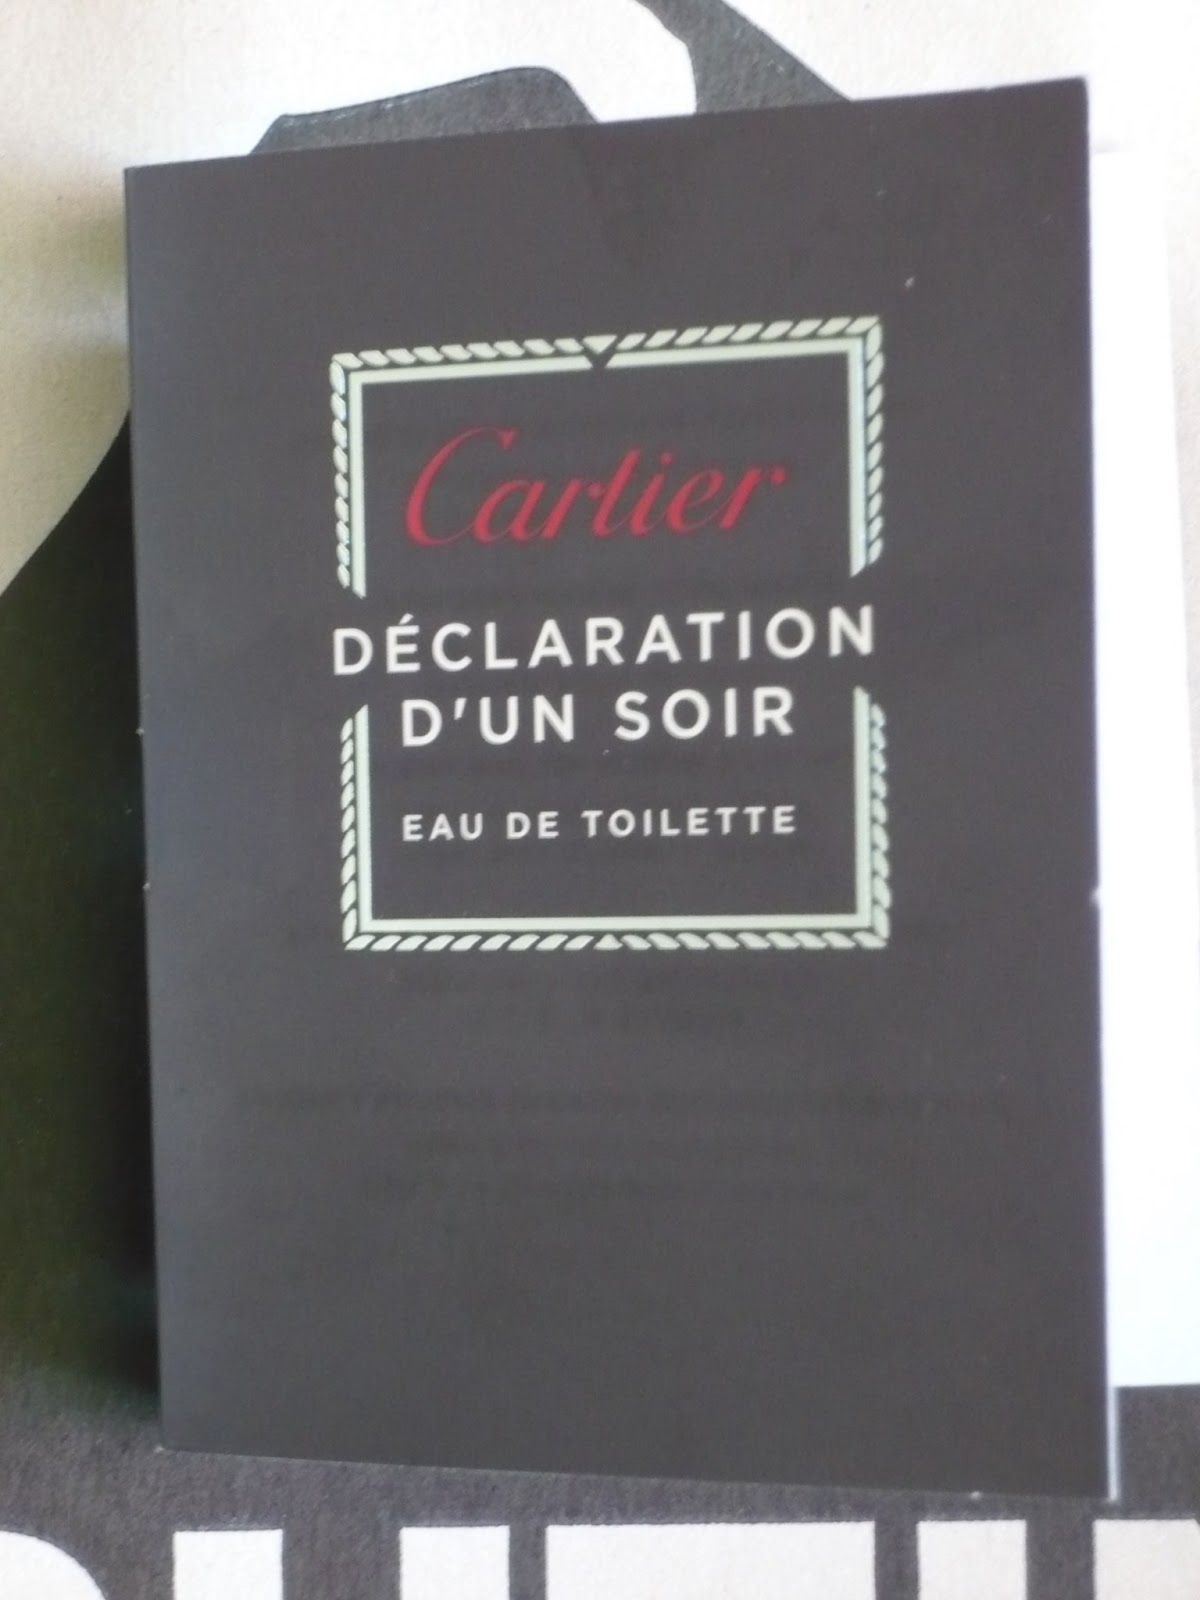 Cartier
DÉCLARATION
D'UN SOIR
EAU DE TOILETTE